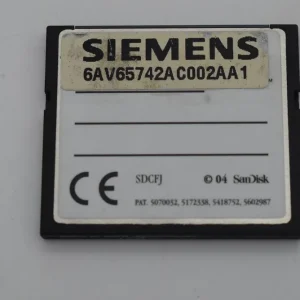 SIEMENS
6AV65742AC002AA1
CE
SDCFJ © 04 SanDisk
PAT. 5070032, 5172338, 5418752, 5602987